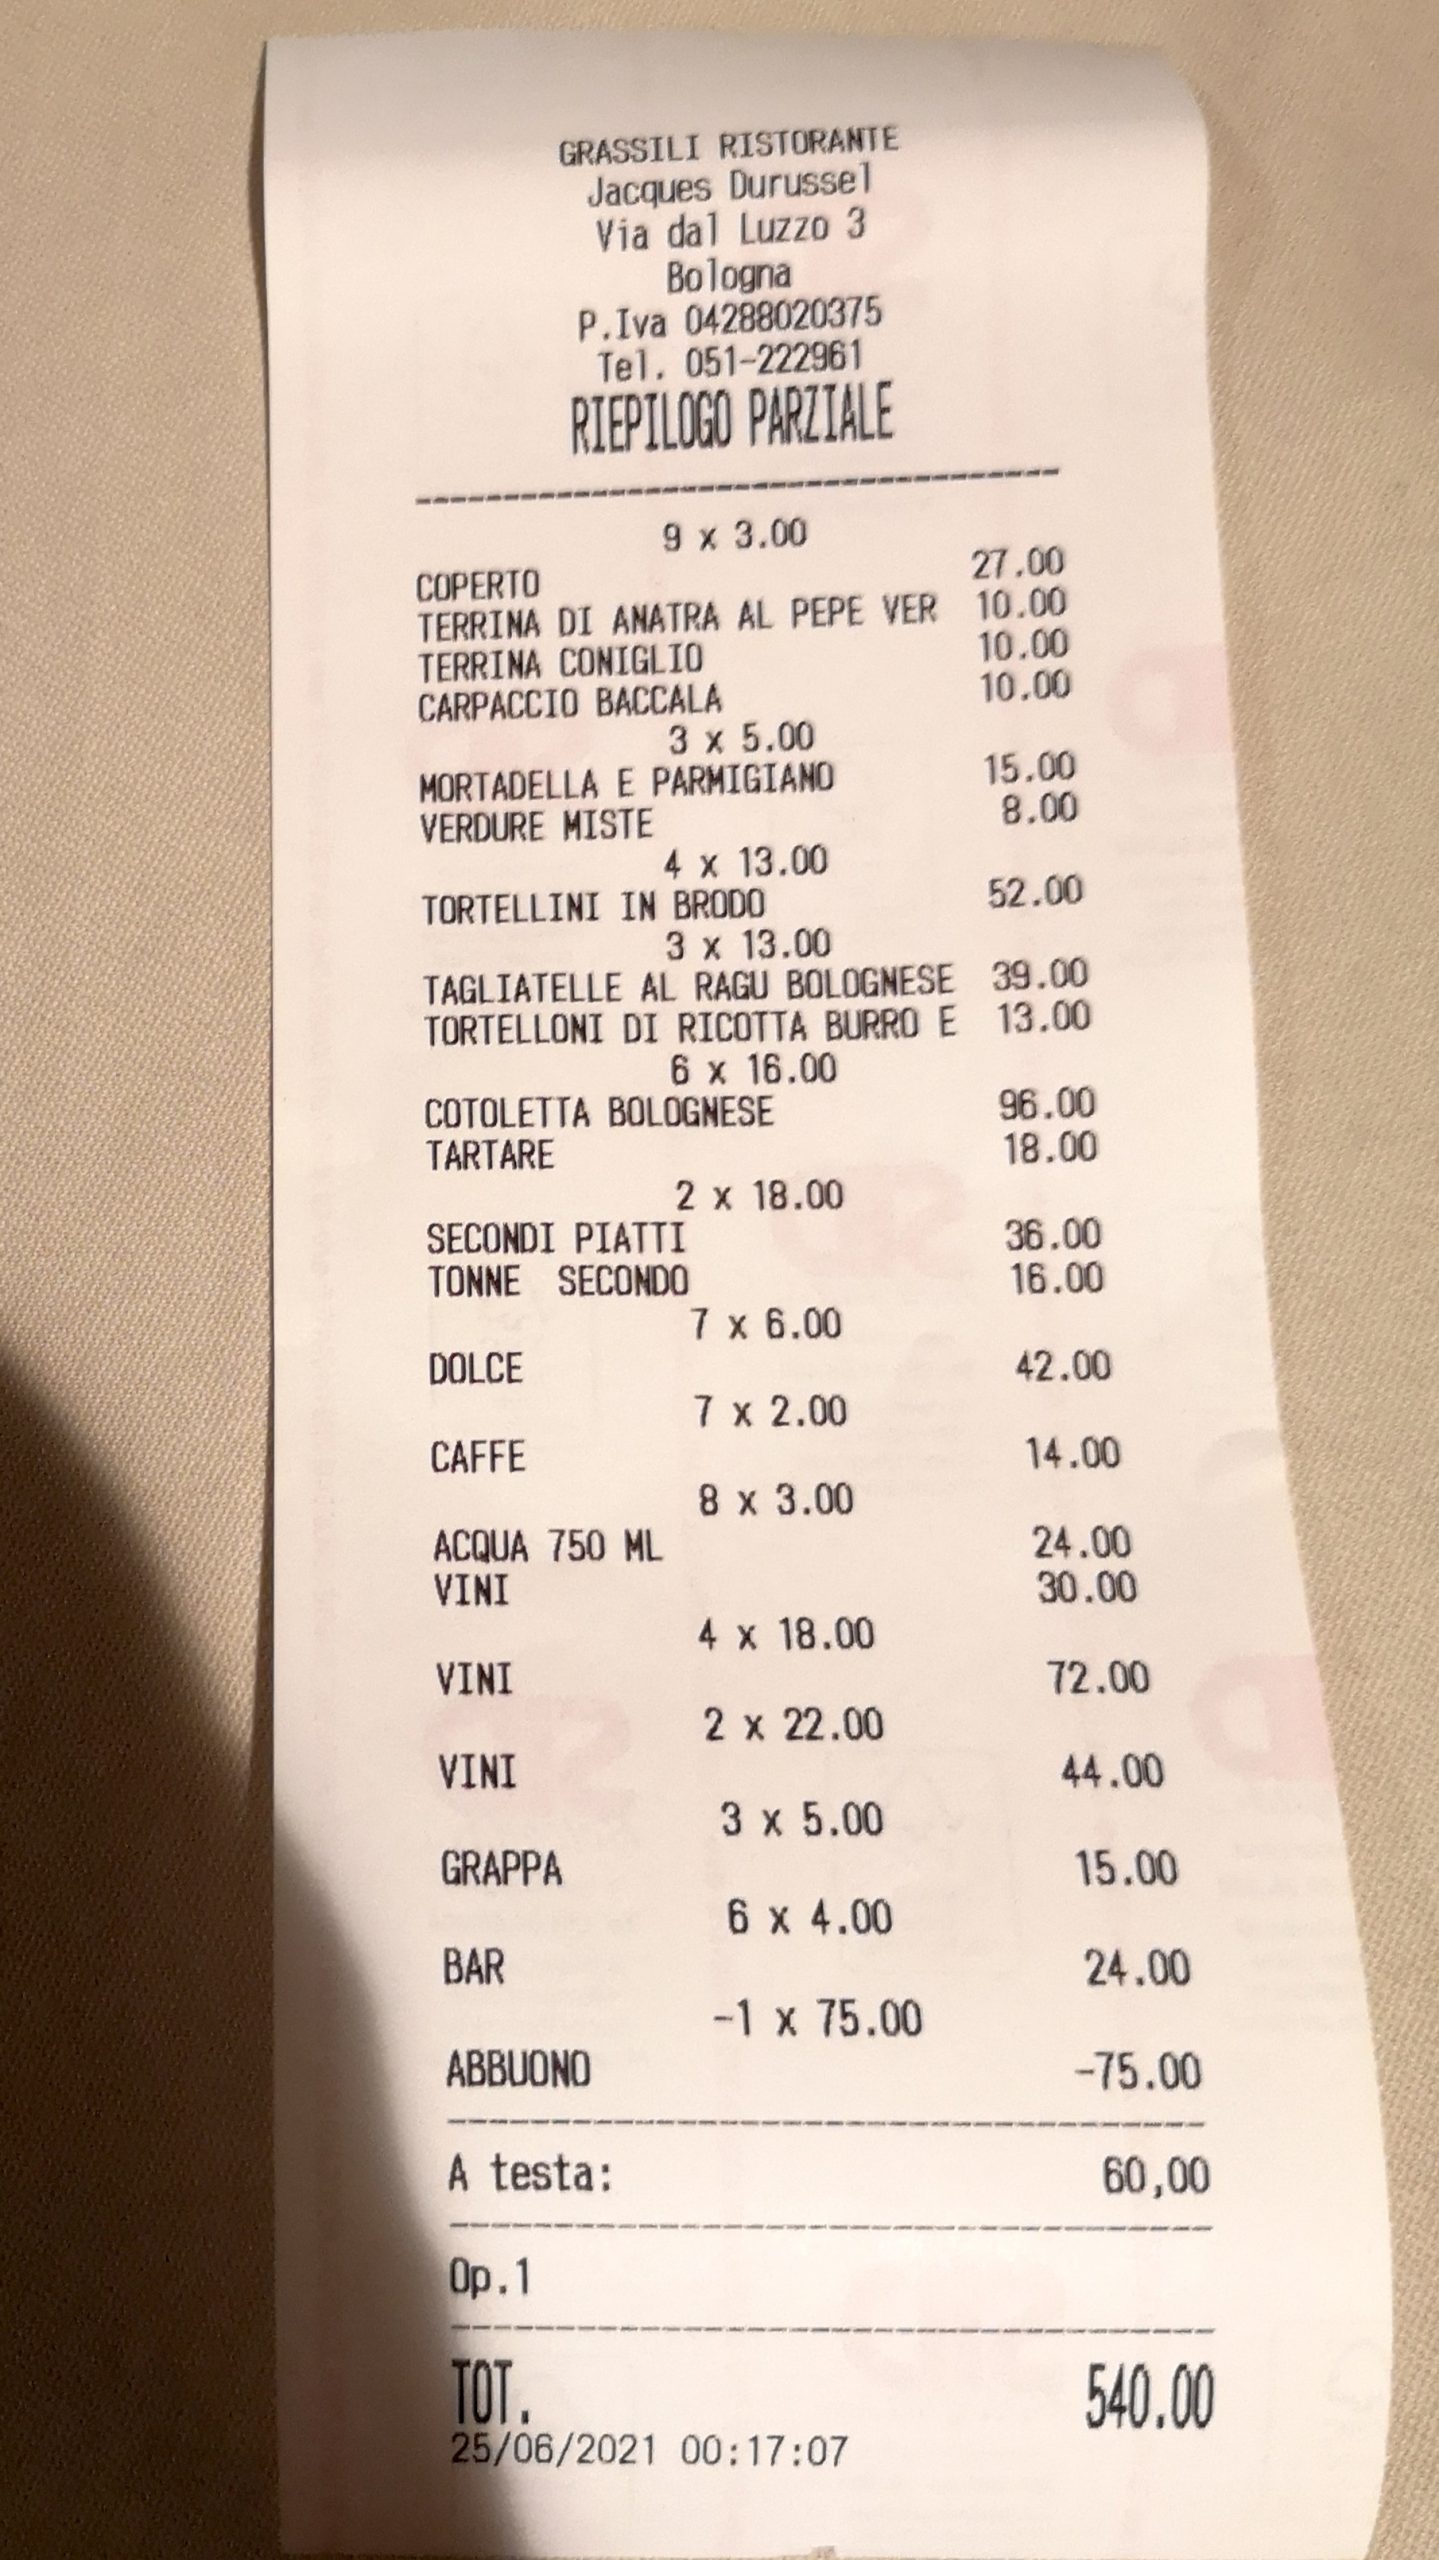 GRASSILI RISTORANTE
Jacques Durussel
Via dal Luzzo 3
Bologna
P.Iva 04288020375
Tel. 051-222961
RIEPILOGO PARZIALE
9 x 3.00
COPERTO 27.00
TERRINA DI ANATRA AL PEPE VER 10.00
TERRINA CONIGLIO 10.00
CARPACCIO BACCALA 10.00
3 x 5.00
MORTADELLA E PARMIGIANO 15.00
VERDURE MISTE 8.00
4 x 13.00
TORTELLINI IN BRODO 52.00
3 x 13.00
TAGLIATELLE AL RAGU BOLOGNESE 39.00
TORTELLONI DI RICOTTA BURRO E 13.00
6 x 16.00
COTOLETTA BOLOGNESE 96.00
TARTARE 18.00
2 x 18.00
SECONDI PIATTI 36.00
TONNE SECONDO 16.00
7 x 6.00
DOLCE 42.00
7 x 2.00
CAFFE 14.00
8 x 3.00
ACQUA 750 ML 24.00
VINI 30.00
4 x 18.00
VINI 72.00
2 x 22.00
VINI 44.00
3 x 5.00
GRAPPA 15.00
6 x 4.00
BAR 24.00
-1 x 75.00
ABBUONO -75.00
A testa: 60,00
Op.1
TOT. 540.00
25/06/2021 00:17:07